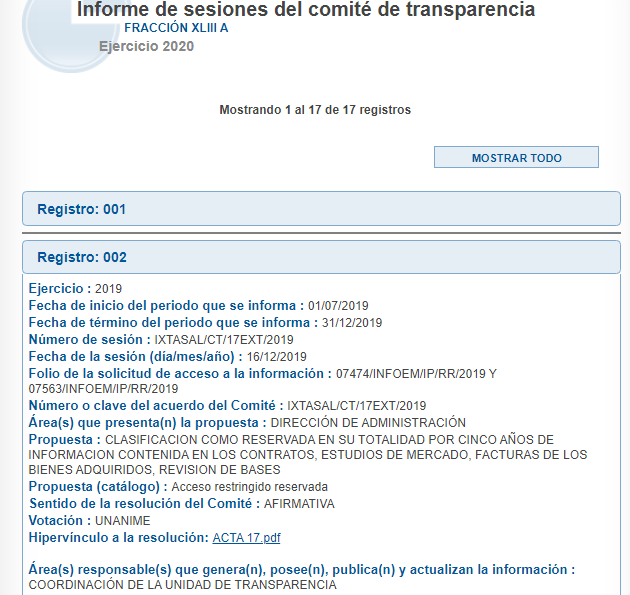 Informe de sesiones del comité de transparencia
FRACCIÓN XLIII A
Ejercicio 2020
Mostrando 1 al 17 de 17 registros
MOSTRAR TODO
Registro: 001
Registro: 002
Ejercicio : 2019
Fecha de inicio del periodo que se informa : 01/07/2019
Fecha de término del periodo que se informa : 31/12/2019
Número de sesión : IXTASAL/CT/17EXT/2019
Fecha de la sesión (día/mes/año) : 16/12/2019
Folio de la solicitud de acceso a la información : 07474/INFOEM/IP/RR/2019 Y
07563/INFOEM/IP/RR/2019
Número o clave del acuerdo del Comité : IXTASAL/CT/17EXT/2019
Área(s) que presenta(n) la propuesta : DIRECCIÓN DE ADMINISTRACIÓN
Propuesta : CLASIFICACION COMO RESERVADA EN SU TOTALIDAD POR CINCO AÑOS DE
INFORMACION CONTENIDA EN LOS CONTRATOS, ESTUDIOS DE MERCADO, FACTURAS DE LOS
BIENES ADQUIRIDOS, REVISION DE BASES
Propuesta (catálogo) : Acceso restringido reservada
Sentido de la resolución del Comité : AFIRMATIVA
Votación : UNANIME
Hipervínculo a la resolución: ACTA 17.pdf
Área(s) responsable(s) que genera(n), posee(n), publica(n) y actualizan la información :
COORDINACIÓN DE LA UNIDAD DE TRANSPARENCIA